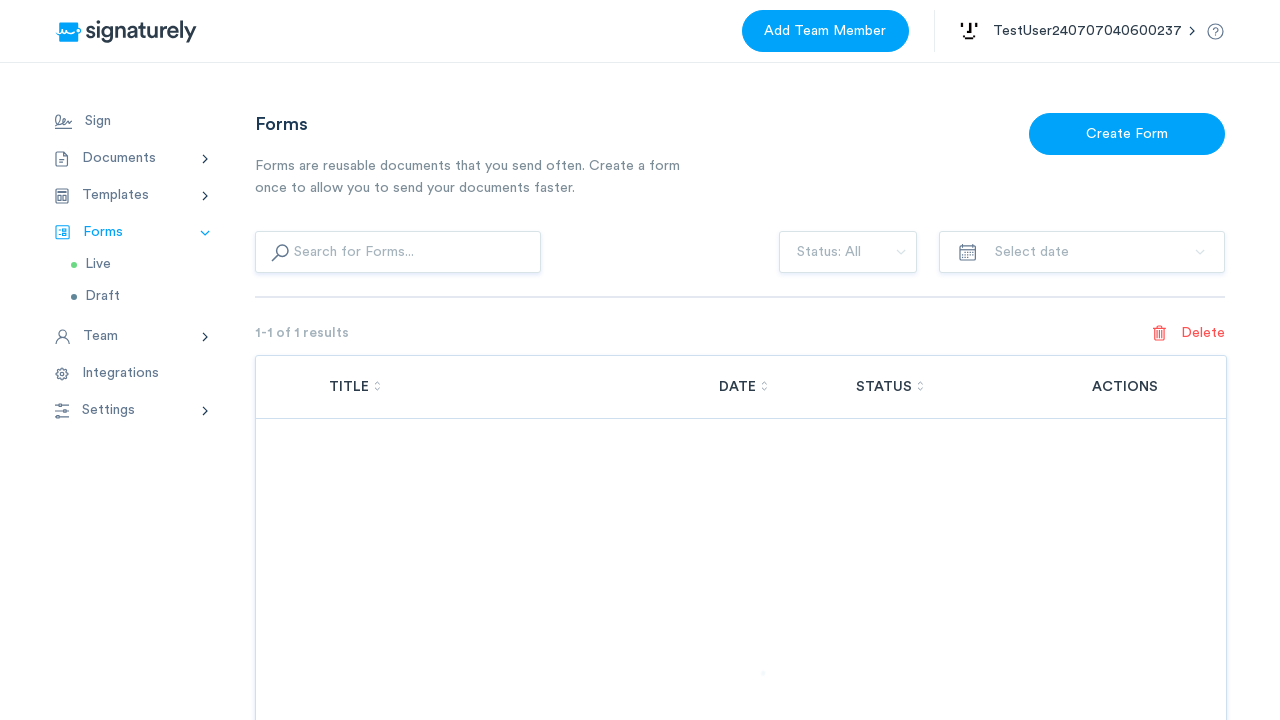 signaturely
Add Team Member
TestUser240707040600237
Sign
Documents
Templates
Forms
Live
Draft
Team
Integrations
Settings
Forms
Create Form
Forms are reusable documents that you send often. Create a form
once to allow you to send your documents faster.
Search for Forms...
Status: All
Select date
1-1 of 1 results
Delete
TITLE
DATE
STATUS
ACTIONS